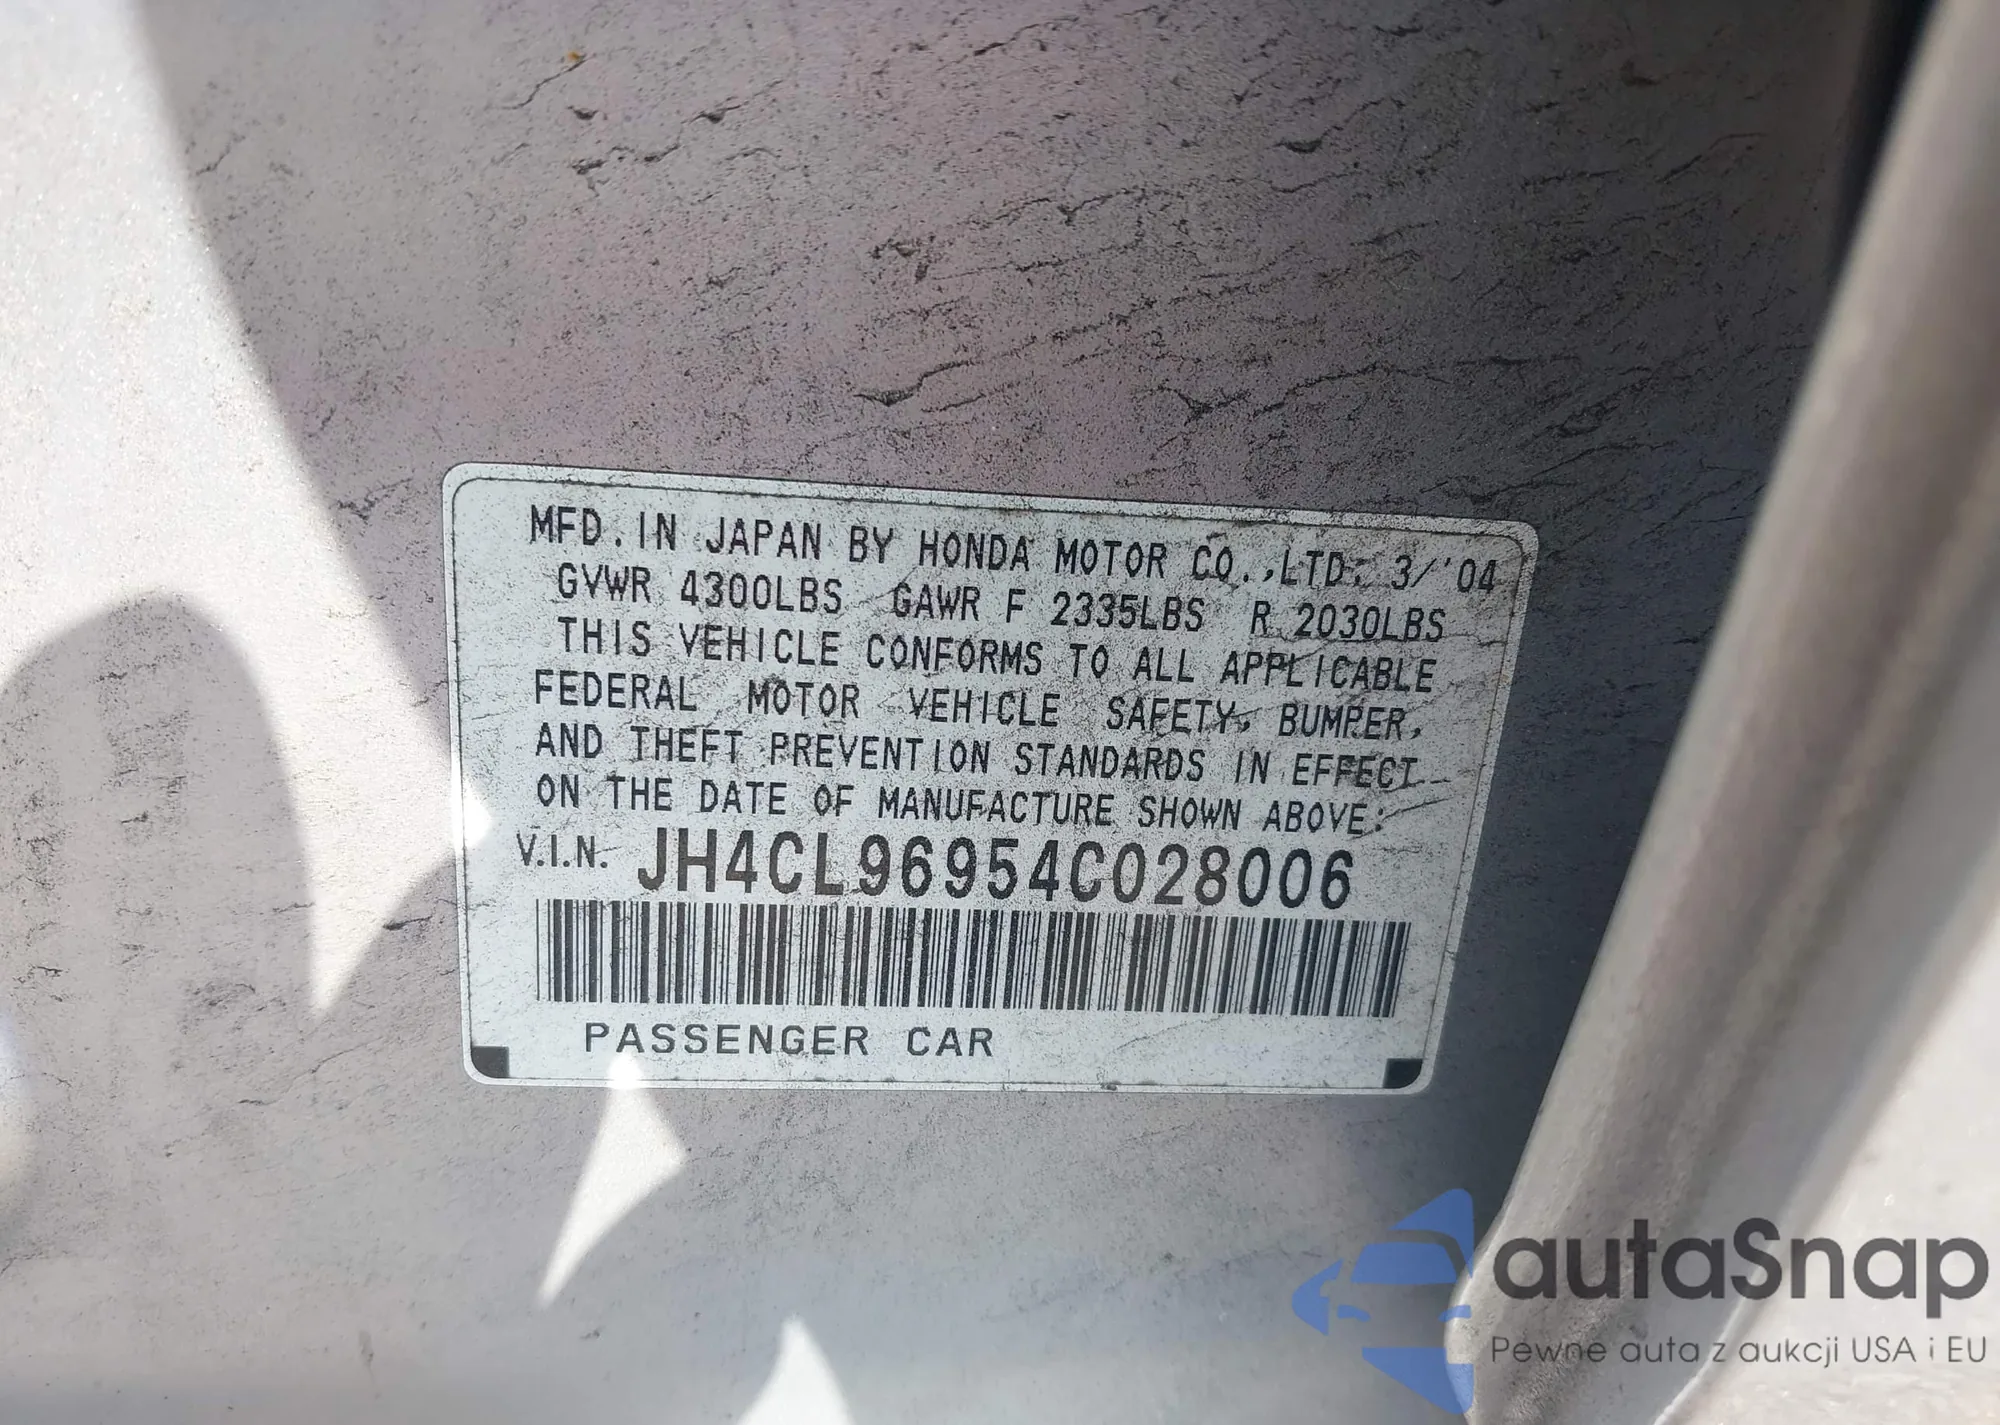 MFD. IN JAPAN BY HONDA MOTOR CO., LTD. 3/'04
GVWR 4300LBS GAWR F 2335LBS R 2030LBS
THIS VEHICLE CONFORMS TO ALL APPLICABLE
FEDERAL MOTOR VEHICLE SAFETY, BUMPER,
AND THEFT PREVENTION STANDARDS IN EFFECT
ON THE DATE OF MANUFACTURE SHOWN ABOVE:
V.I.N. JH4CL96954C028006
PASSENGER CAR
autaSnap
Pewne auta z aukcji USA i EU